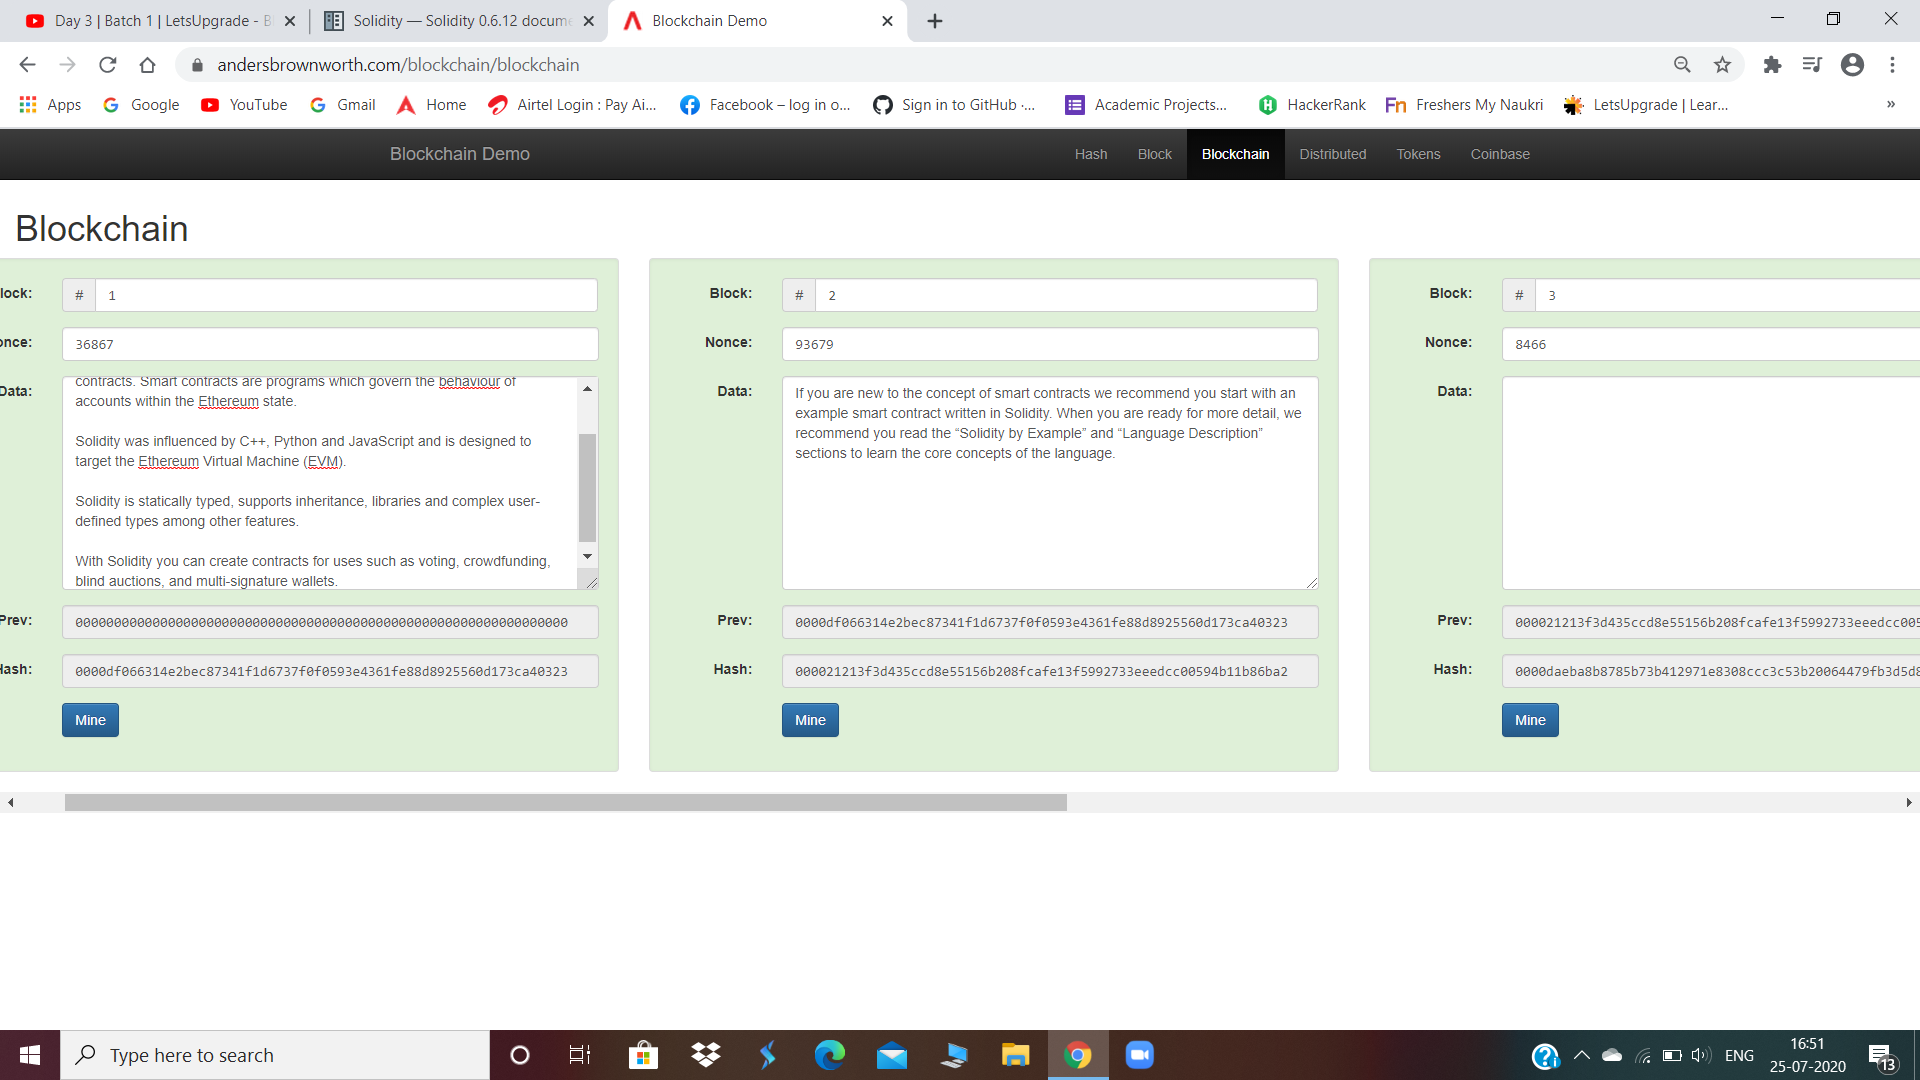 Day 3 | Batch 1 | LetsUpgrade - B
Solidity — Solidity 0.6.12 docume
Blockchain Demo
andersbrownworth.com/blockchain/blockchain
Apps
Google
YouTube
Gmail
Home
Airtel Login : Pay Ai...
Facebook – log in o...
Sign in to GitHub ·...
Academic Projects...
HackerRank
Fn Freshers My Naukri
LetsUpgrade | Lear...
»
Blockchain Demo
Hash
Block
Blockchain
Distributed
Tokens
Coinbase
Blockchain
lock:
# 1
once:
36867
Data:
contracts. Smart contracts are programs which govern the behaviour of
accounts within the Ethereum state.
Solidity was influenced by C++, Python and JavaScript and is designed to
target the Ethereum Virtual Machine (EVM).
Solidity is statically typed, supports inheritance, libraries and complex user-
defined types among other features.
With Solidity you can create contracts for uses such as voting, crowdfunding,
blind auctions, and multi-signature wallets.
Prev:
0000000000000000000000000000000000000000000000000000000000000000
Hash:
0000df066314e2bec87341f1d6737f0f0593e4361fe88d8925560d173ca40323
Mine
Block:
# 2
Nonce:
93679
Data:
If you are new to the concept of smart contracts we recommend you start with an
example smart contract written in Solidity. When you are ready for more detail, we
recommend you read the “Solidity by Example” and “Language Description”
sections to learn the core concepts of the language.
Prev:
0000df066314e2bec87341f1d6737f0f0593e4361fe88d8925560d173ca40323
Hash:
000021213f3d435ccd8e55156b208fcafe13f5992733eeedcc00594b11b86ba2
Mine
Block:
# 3
Nonce:
8466
Data:
Prev:
000021213f3d435ccd8e55156b208fcafe13f5992733eeedcc005
Hash:
0000daeba8b8785b73b412971e8308ccc3c53b20064479fb3d5d8
Mine
Type here to search
ENG
16:51
25-07-2020
13